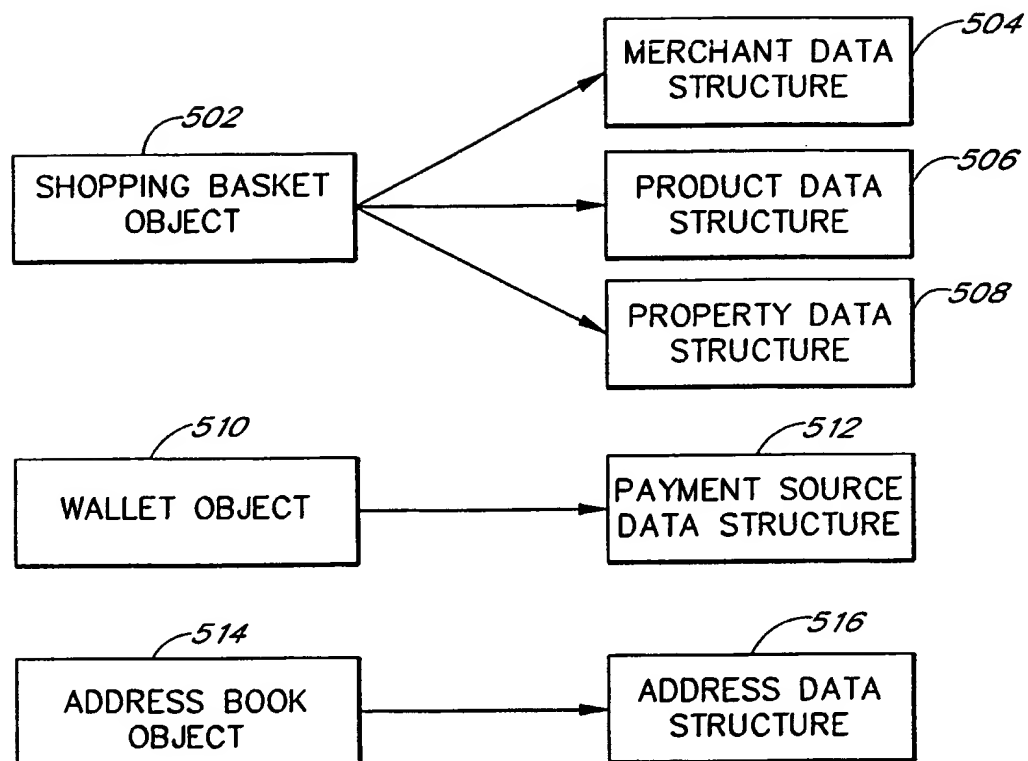 504
MERCHANT DATA
STRUCTURE
502
SHOPPING BASKET
OBJECT
506
PRODUCT DATA
STRUCTURE
508
PROPERTY DATA
STRUCTURE
510
WALLET OBJECT
512
PAYMENT SOURCE
DATA STRUCTURE
514
ADDRESS BOOK
OBJECT
516
ADDRESS DATA
STRUCTURE